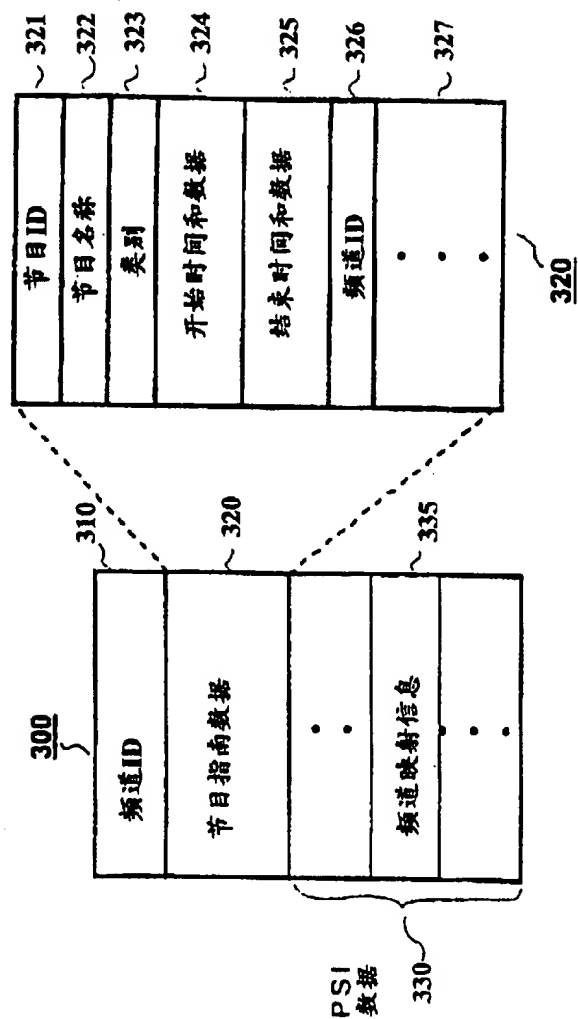 300
310
频道ID
320
节目指南数据
335
频道映射信息
PSI
数据
330
321
节目ID
322
节目名称
323
类别
324
开始时间和数据
325
结束时间和数据
326
频道ID
327
320